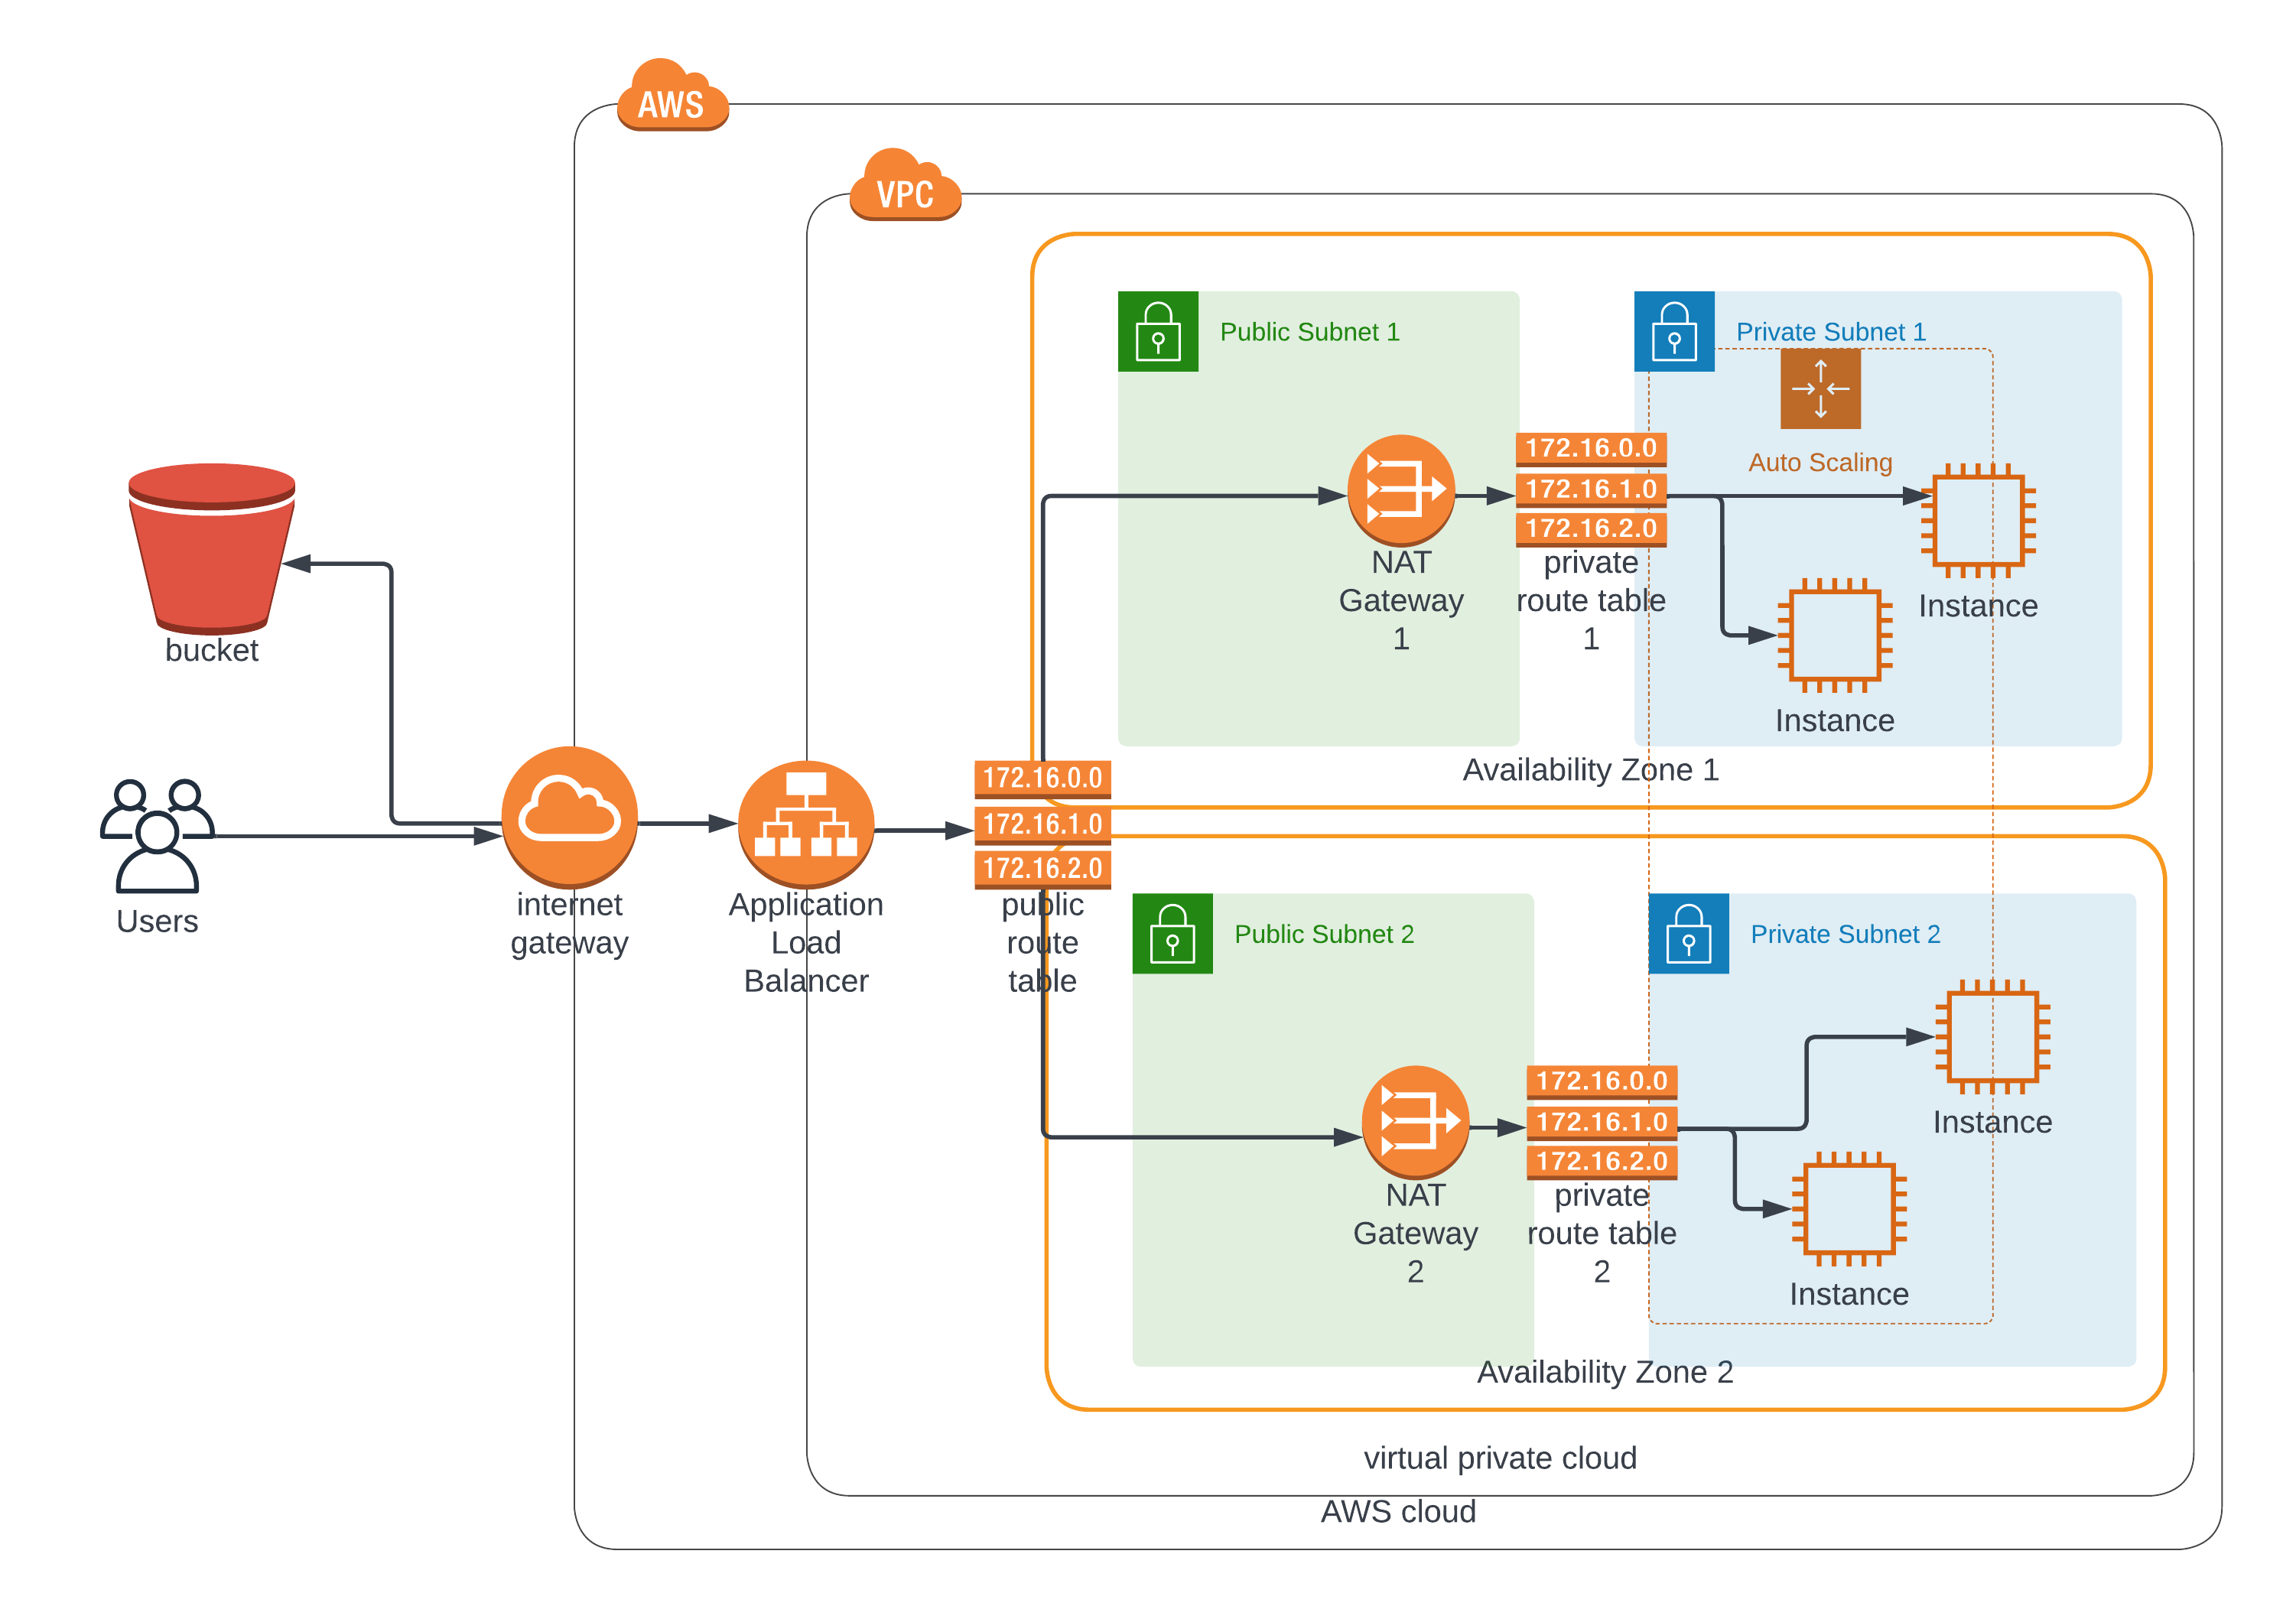 AWS
VPC
Public Subnet 1
Private Subnet 1
Auto Scaling
172.16.0.0
172.16.1.0
172.16.2.0
NAT
Gateway
1
private
route table
1
Instance
Instance
Availability Zone 1
bucket
Users
internet
gateway
Application
Load
Balancer
172.16.0.0
172.16.1.0
172.16.2.0
public
route
table
Public Subnet 2
Private Subnet 2
172.16.0.0
172.16.1.0
172.16.2.0
NAT
Gateway
2
private
route table
2
Instance
Instance
Availability Zone 2
virtual private cloud
AWS cloud